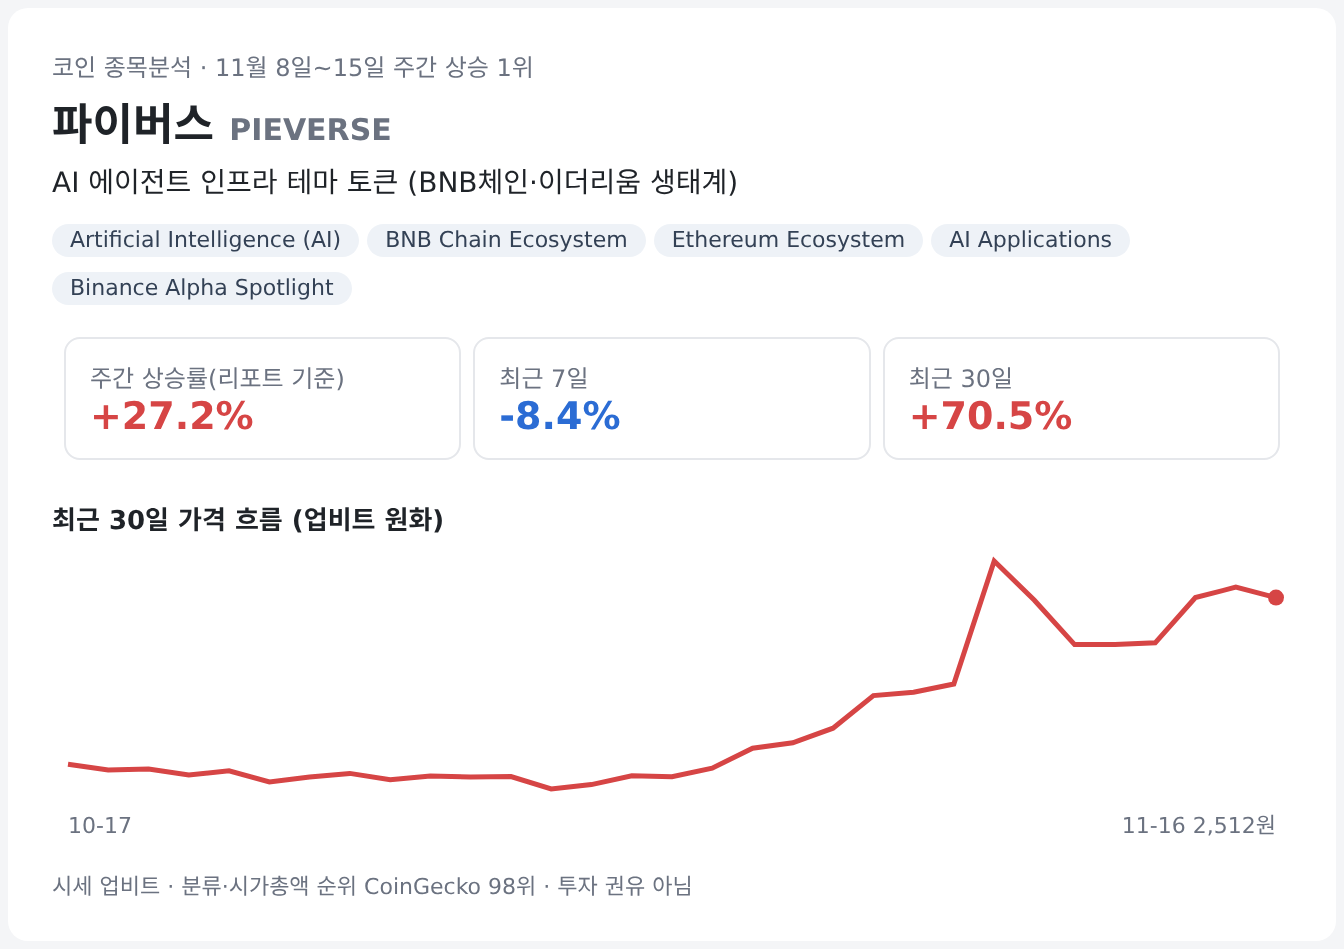 코인 종목분석 · 11월 8일~15일 주간 상승 1위
파이버스 PIEVERSE
AI 에이전트 인프라 테마 토큰 (BNB체인·이더리움 생태계)
Artificial Intelligence (AI) BNB Chain Ecosystem Ethereum Ecosystem AI Applications
Binance Alpha Spotlight
주간 상승률(리포트 기준) 최근 7일 최근 30일
+27.2% -8.4% +70.5%
최근 30일 가격 흐름 (업비트 원화)
10-17 11-16 2,512원
시세 업비트 · 분류·시가총액 순위 CoinGecko 98위 · 투자 권유 아님